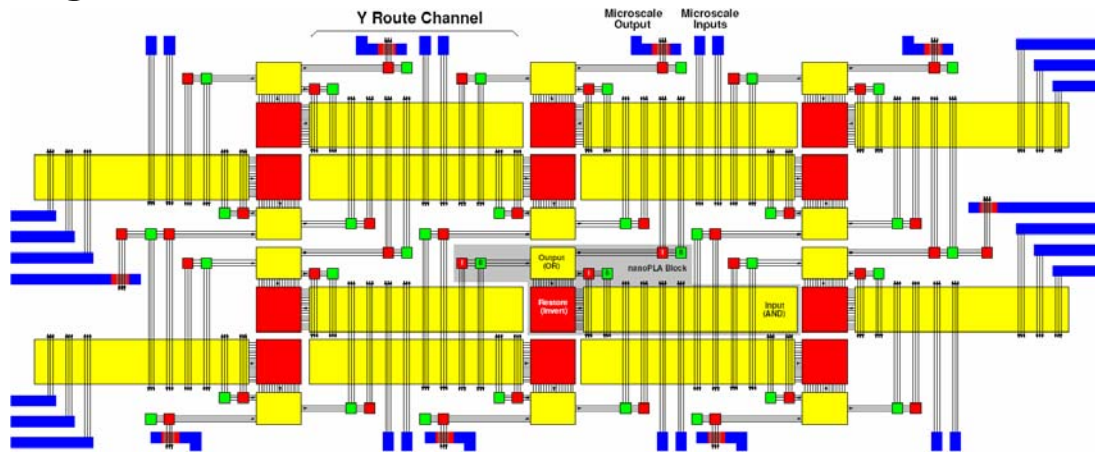 Y Route Channel
Microscale
Output
Microscale
Inputs
Output
(OR)
nanoPLA Block
Restore
(Invert)
Input
(AND)